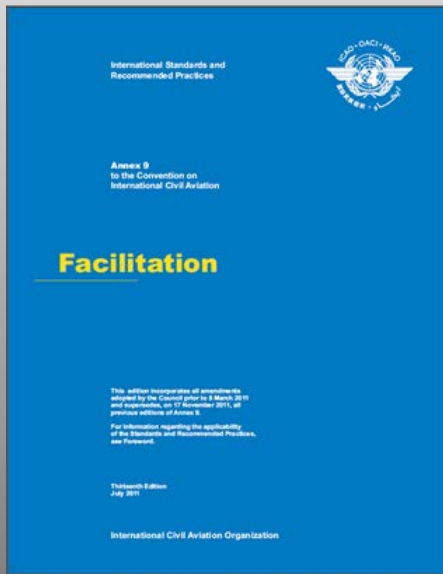 International Standards and
Recommended Practices
ICAO · OACI · ИКАО
Annex 9
to the Convention on
International Civil Aviation
Facilitation
This edition incorporates all amendments
adopted by the Council prior to 8 March 2011
and supersedes, on 17 November 2011, all
previous editions of Annex 9.
For information regarding the applicability
of the Standards and Recommended Practices,
see Foreword.
Thirteenth Edition
July 2011
International Civil Aviation Organization